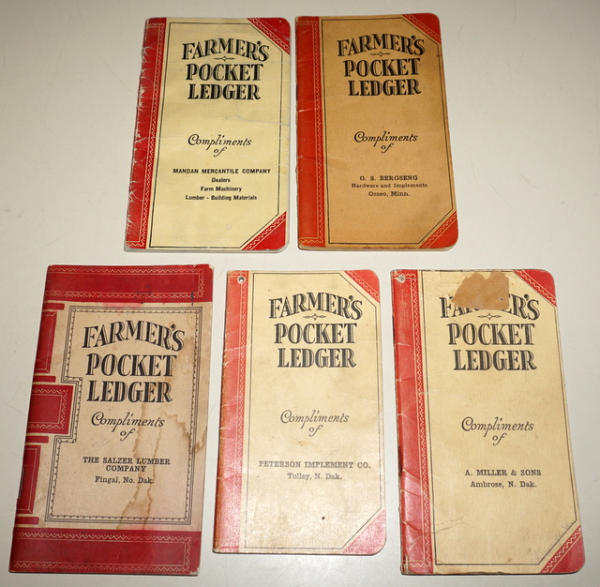 FARMER'S
POCKET
LEDGER
Compliments
of
MANDAN MERCANTILE COMPANY
Dealers
Farm Machinery
Lumber - Building Materials
FARMER'S
POCKET
LEDGER
Compliments
of
O. S. BERGSENG
Hardware and Implements
Osseo, Minn.
FARMER'S
POCKET
LEDGER
Compliments
of
THE SALZER LUMBER
COMPANY
Fingal, No. Dak.
FARMER'S
POCKET
LEDGER
Compliments
of
PETERSON IMPLEMENT CO.
Tolley, N. Dak.
POCKET
LEDGER
Compliments
of
A. MILLER & SONS
Ambrose, N. Dak.